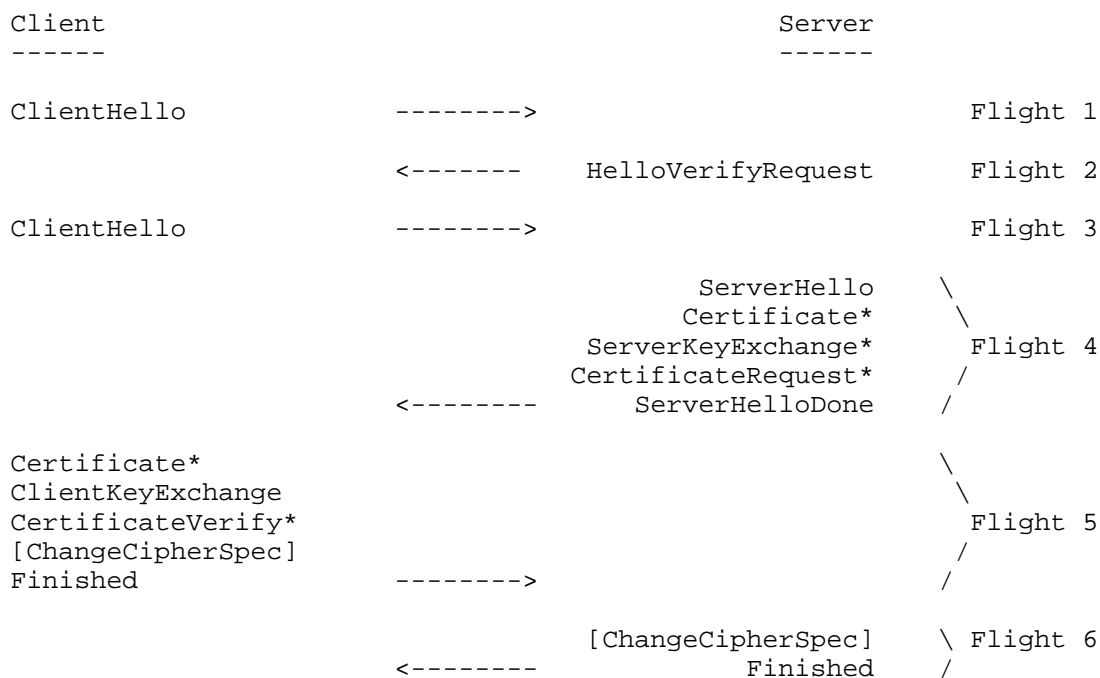 Client                                          Server
------                                          ------
ClientHello             -------->                           Flight 1
                        <-------    HelloVerifyRequest      Flight 2
ClientHello             -------->                           Flight 3
                                           ServerHello    \
                                          Certificate*     \
                                    ServerKeyExchange*      Flight 4
                                   CertificateRequest*     /
                        <--------      ServerHelloDone    /
Certificate*                                              \
ClientKeyExchange                                          \
CertificateVerify*                                          Flight 5
[ChangeCipherSpec]                                         /
Finished                -------->                         /
                                    [ChangeCipherSpec]    \ Flight 6
                        <--------             Finished    /